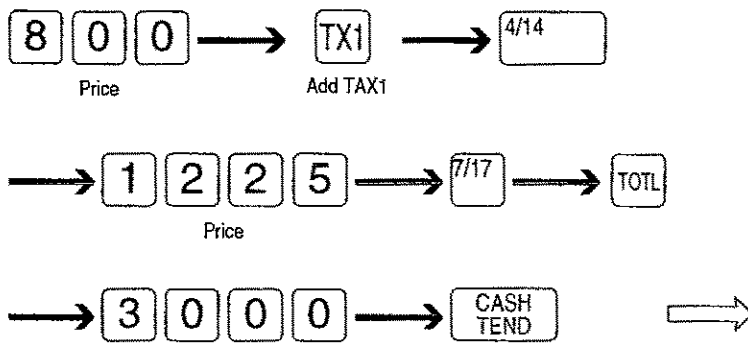 8 0 0 TX1 4/14
Price Add TAX1
1 2 2 5 7/17 TOTL
Price
3 0 0 0 CASH TEND